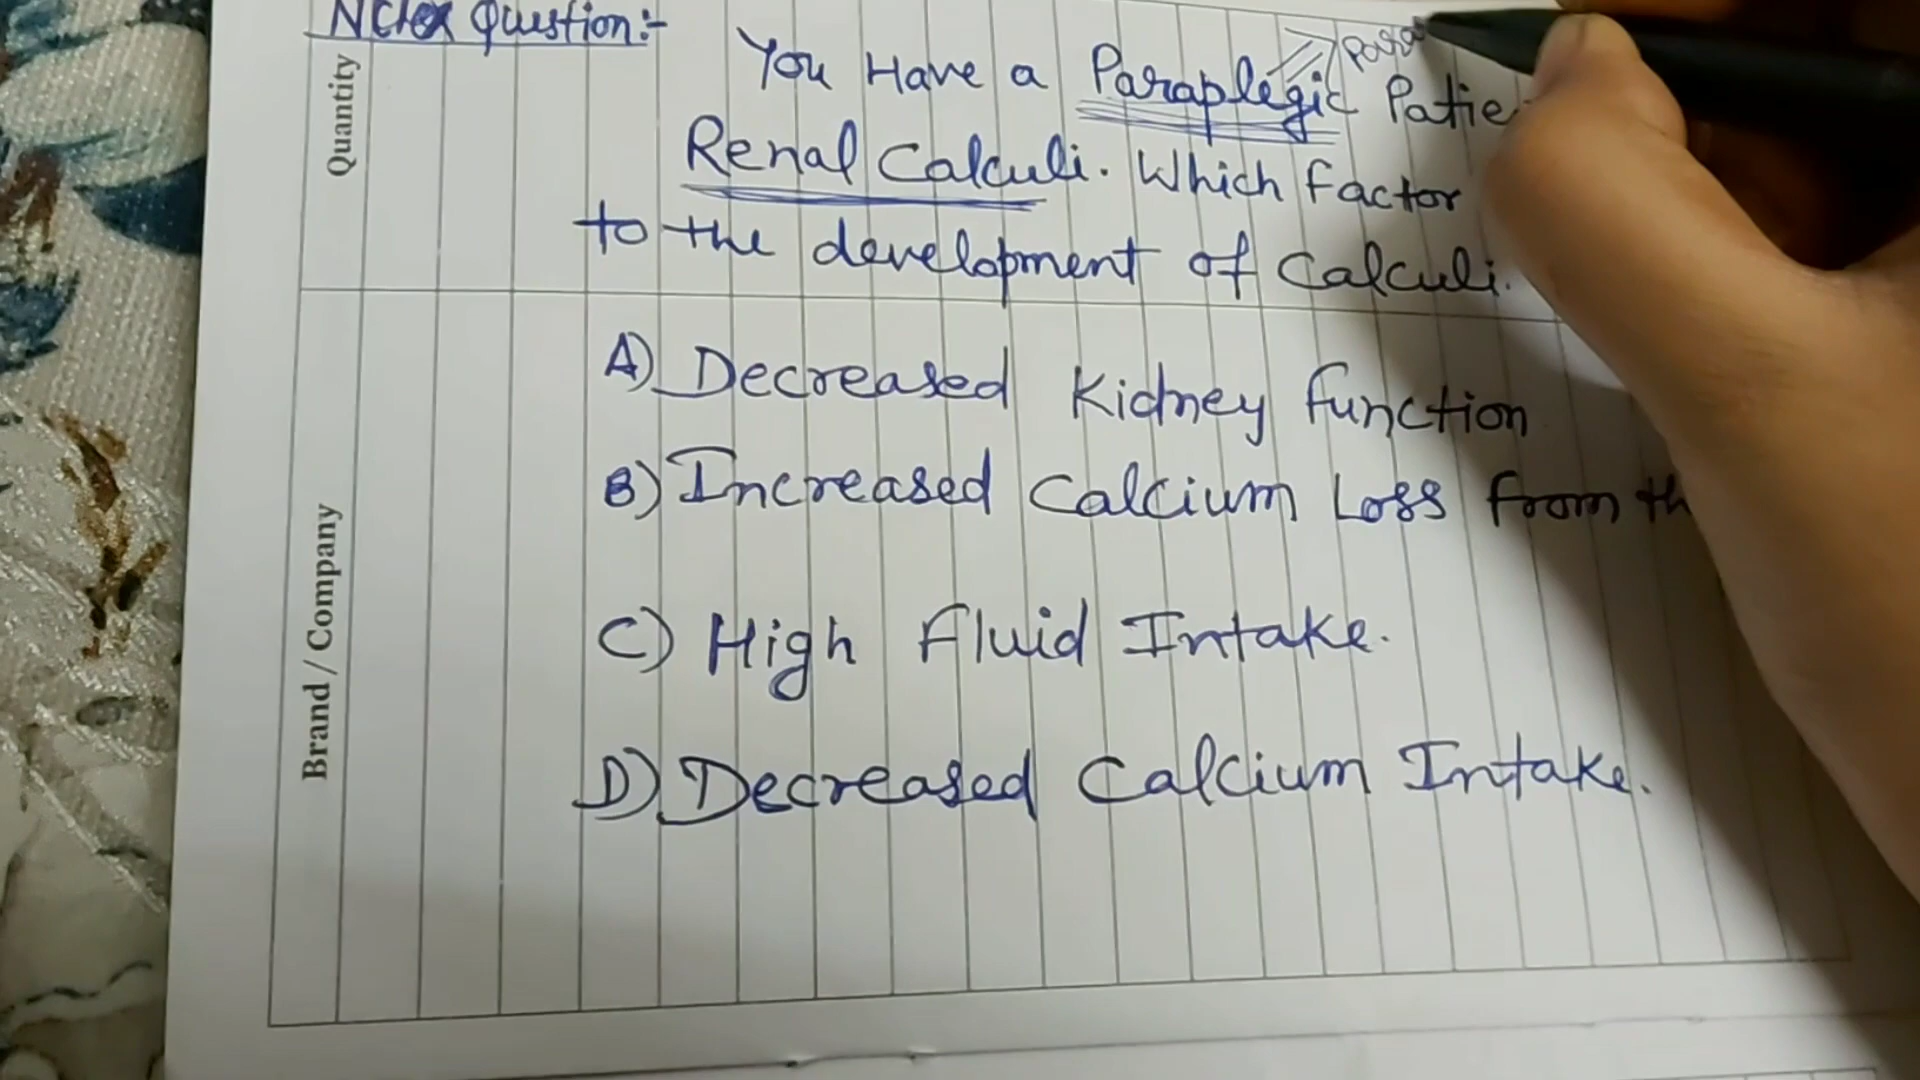 NClex Question:-
Para
You Have a Paraplegic Patie
Renal Calculi. Which factor
to the development of Calculi.
A) Decreased Kidney function
B) Increased Calcium Loss from th
C) High Fluid Intake.
D) Decreased Calcium Intake.
Quantity
Brand / Company